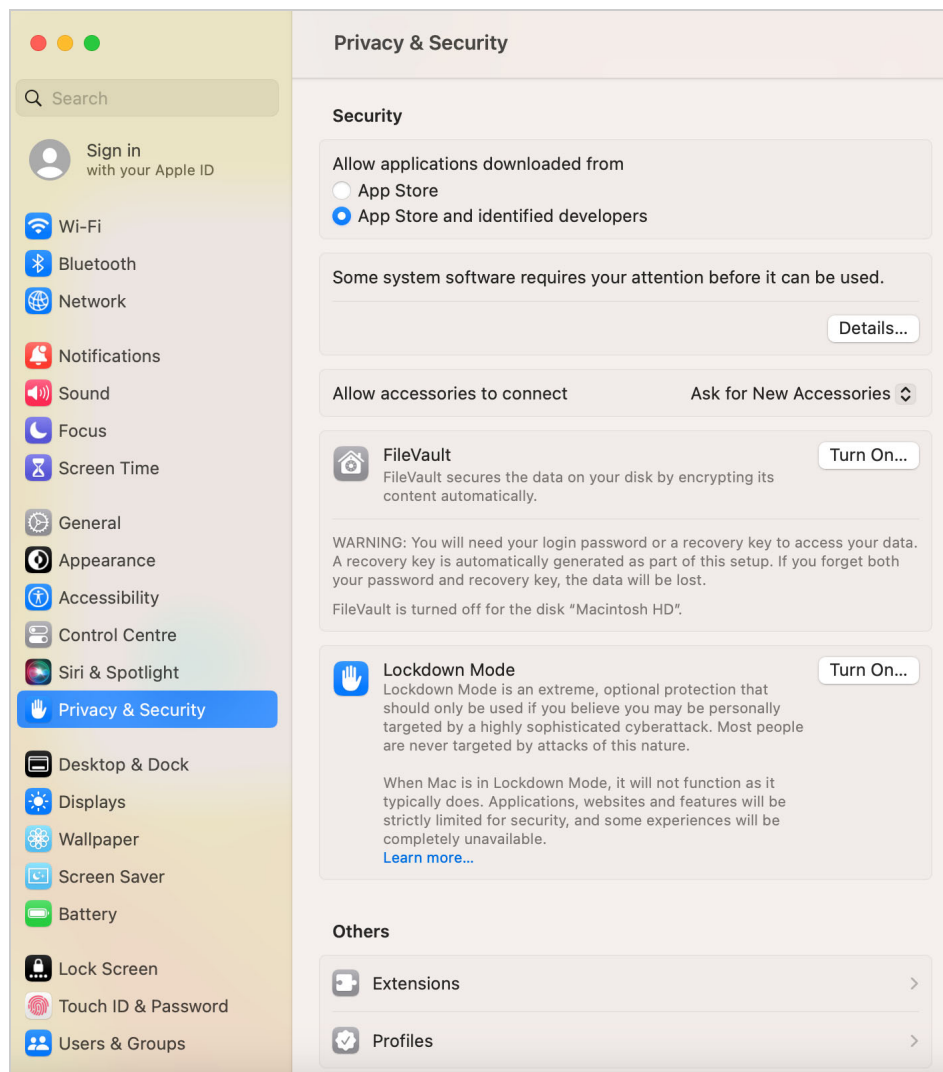 Privacy & Security
Search
Sign in
with your Apple ID
Wi-Fi
Bluetooth
Network
Notifications
Sound
Focus
Screen Time
General
Appearance
Accessibility
Control Centre
Siri & Spotlight
Privacy & Security
Desktop & Dock
Displays
Wallpaper
Screen Saver
Battery
Lock Screen
Touch ID & Password
Users & Groups
Security
Allow applications downloaded from
App Store
App Store and identified developers
Some system software requires your attention before it can be used.
Details...
Allow accessories to connect
Ask for New Accessories
FileVault
Turn On...
FileVault secures the data on your disk by encrypting its
content automatically.
WARNING: You will need your login password or a recovery key to access your data.
A recovery key is automatically generated as part of this setup. If you forget both
your password and recovery key, the data will be lost.
FileVault is turned off for the disk “Macintosh HD”.
Lockdown Mode
Turn On...
Lockdown Mode is an extreme, optional protection that
should only be used if you believe you may be personally
targeted by a highly sophisticated cyberattack. Most people
are never targeted by attacks of this nature.
When Mac is in Lockdown Mode, it will not function as it
typically does. Applications, websites and features will be
strictly limited for security, and some experiences will be
completely unavailable.
Learn more...
Others
Extensions
Profiles